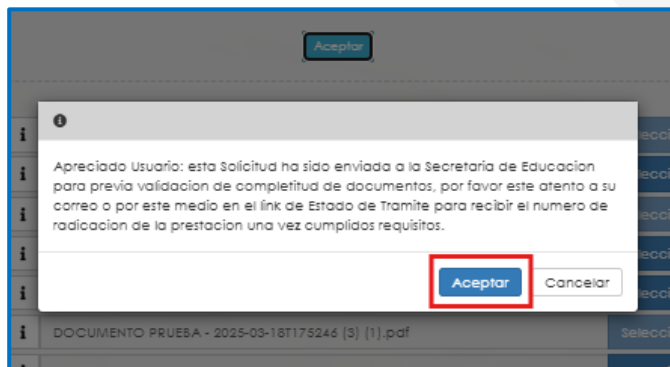 Aceptar
Apreciado Usuario: esta Solicitud ha sido enviada a la Secretaria de Educacion
para previa validacion de completitud de documentos, por favor este atento a su
correo o por este medio en el link de Estado de Tramite para recibir el numero de
radicacion de la prestacion una vez cumplidos requisitos.
Aceptar Cancelar
DOCUMENTO PRUEBA - 2025-03-18T175246 (3) (1).pdf